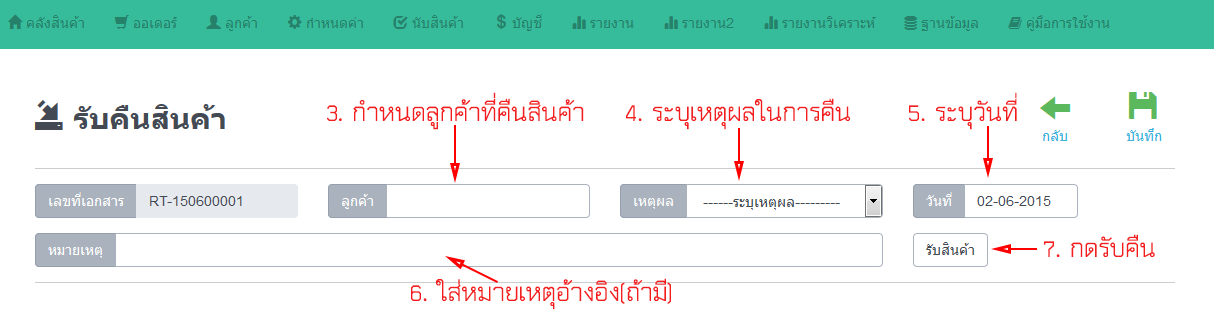 คลังสินค้า ออเดอร์ ลูกค้า กำหนดค่า นับสินค้า $ บัญชี รายงาน รายงาน2 รายงานวิเคราะห์ ฐานข้อมูล คู่มือการใช้งาน
รับคืนสินค้า 3. กำหนดลูกค้าที่คืนสินค้า 4. ระบุเหตุผลในการคืน 5. ระบุวันที่
กลับ บันทึก
เลขที่เอกสาร RT-150600001 ลูกค้า เหตุผล ------ระบุเหตุผล--------- วันที่ 02-06-2015
หมายเหตุ รับสินค้า 7. กดรับคืน
6. ใส่หมายเหตุอ้างอิง(ถ้ามี)